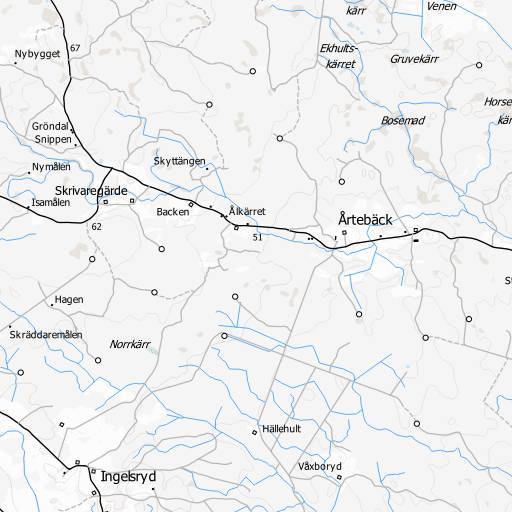 kärr
Venen
67
Nybygget
Ekhults-
kärret
Gruvekärr
Horse
kär
Gröndal
Snippen
Bosemad
Nymålen
Skyttängen
Skrivaregärde
Isamålen
Backen
Ålkärret
Årtebäck
62
51
S
Hagen
Skräddaremålen
Norrkärr
Hällehult
Växboryd
Ingelsryd